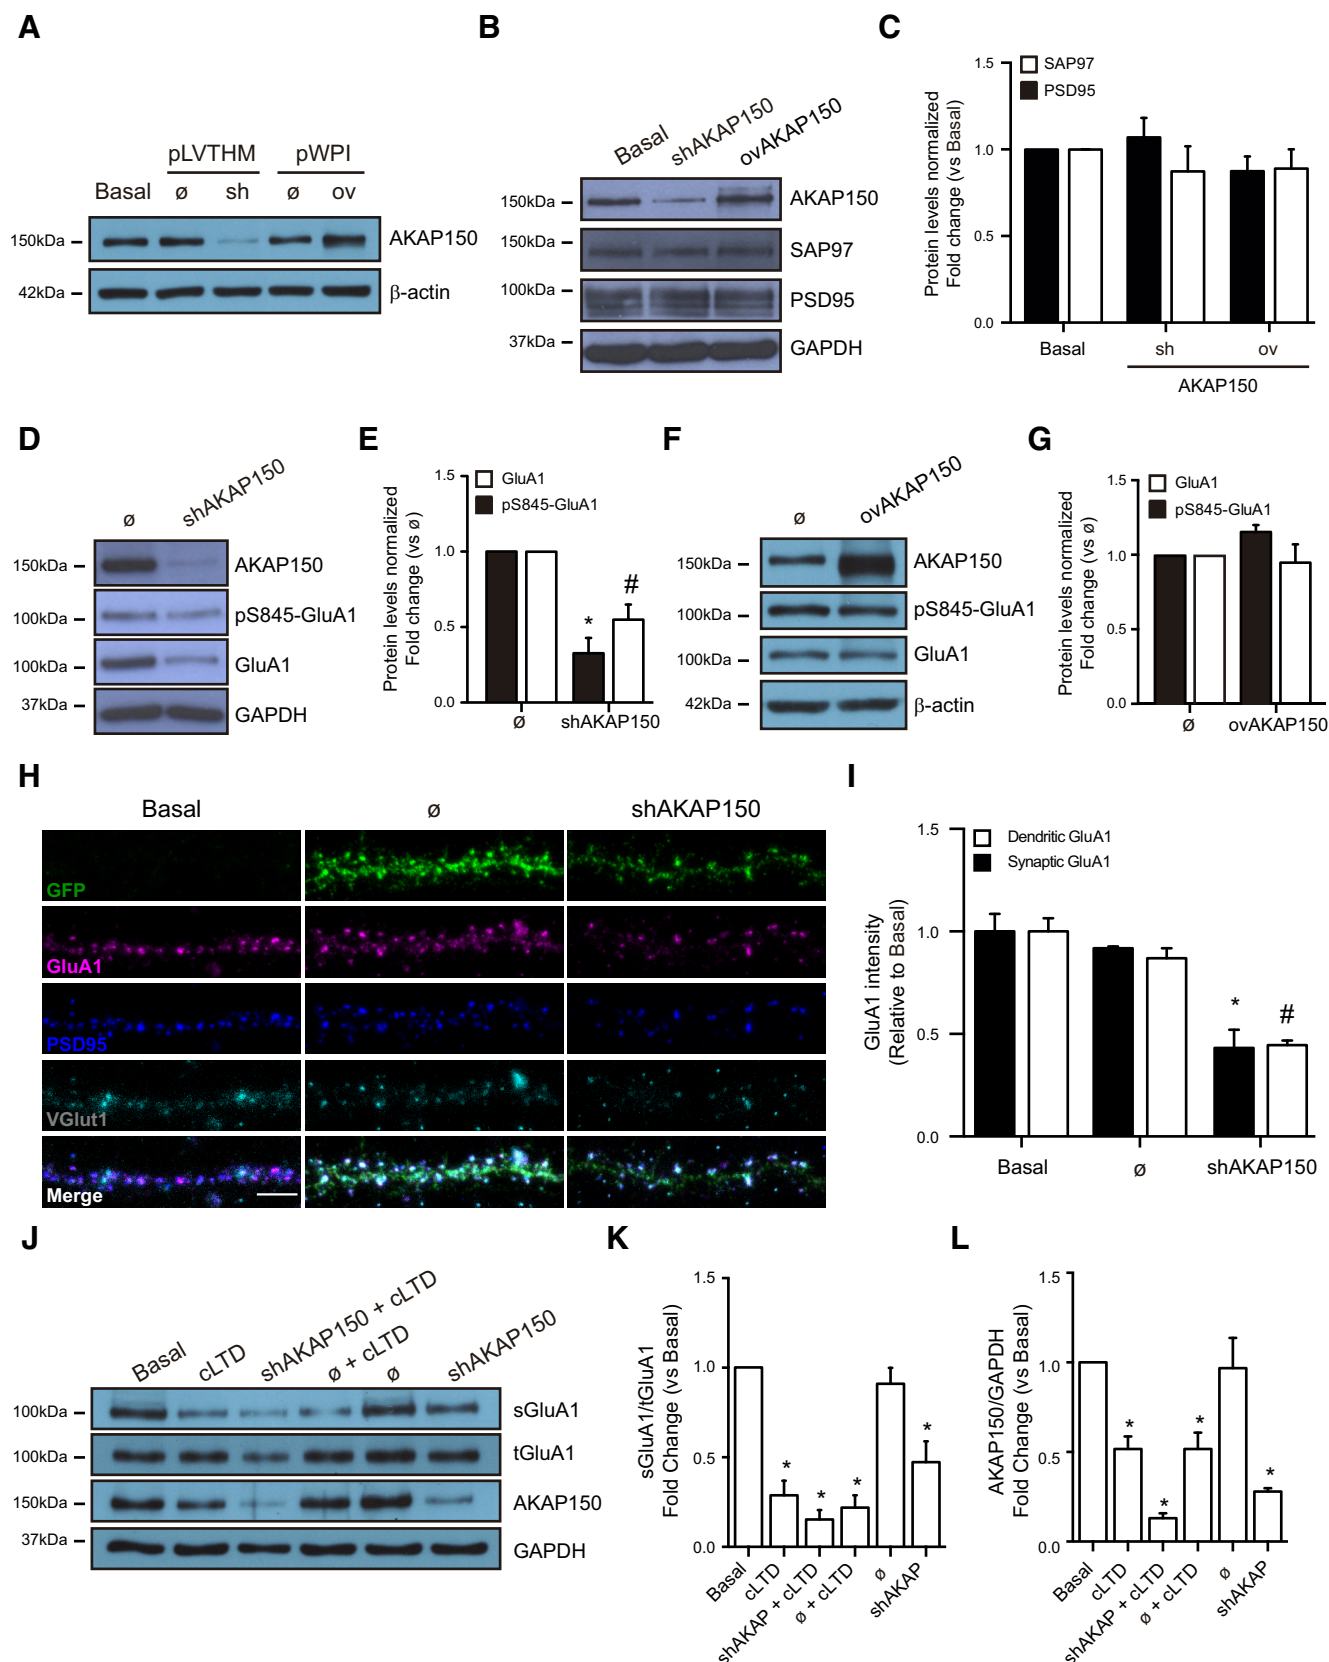 A
pLVTHM pWPI
Basal ø sh ø ov
150kDa AKAP150
42kDa β-actin
B
Basal shAKAP150 ovAKAP150
150kDa AKAP150
150kDa SAP97
100kDa PSD95
37kDa GAPDH
C
Protein levels normalized
Fold change (vs Basal)
1.5
1.0
0.5
0.0
SAP97
PSD95
Basal sh ov
AKAP150
D
ø shAKAP150
150kDa AKAP150
100kDa pS845-GluA1
100kDa GluA1
37kDa GAPDH
E
Protein levels normalized
Fold change (vs ø)
1.5
1.0
0.5
0.0
GluA1
pS845-GluA1
* #
ø shAKAP150
F
ø ovAKAP150
150kDa AKAP150
100kDa pS845-GluA1
100kDa GluA1
42kDa β-actin
G
Protein levels normalized
Fold change (vs ø)
1.5
1.0
0.5
0.0
GluA1
pS845-GluA1
ø ovAKAP150
H
Basal ø shAKAP150
GFP
GluA1
PSD95
VGlut1
Merge
I
GluA1 intensity
(Relative to Basal)
1.5
1.0
0.5
0.0
Dendritic GluA1
Synaptic GluA1
* #
Basal ø shAKAP150
J
Basal cLTD shAKAP150 + cLTD ø + cLTD ø shAKAP150
100kDa sGluA1
100kDa tGluA1
150kDa AKAP150
37kDa GAPDH
K
sGluA1/tGluA1
Fold Change (vs Basal)
1.5
1.0
0.5
0.0
* * * *
Basal cLTD shAKAP + cLTD ø + cLTD ø shAKAP
L
AKAP150/GAPDH
Fold Change (vs Basal)
1.5
1.0
0.5
0.0
* * * *
Basal cLTD shAKAP + cLTD ø + cLTD ø shAKAP